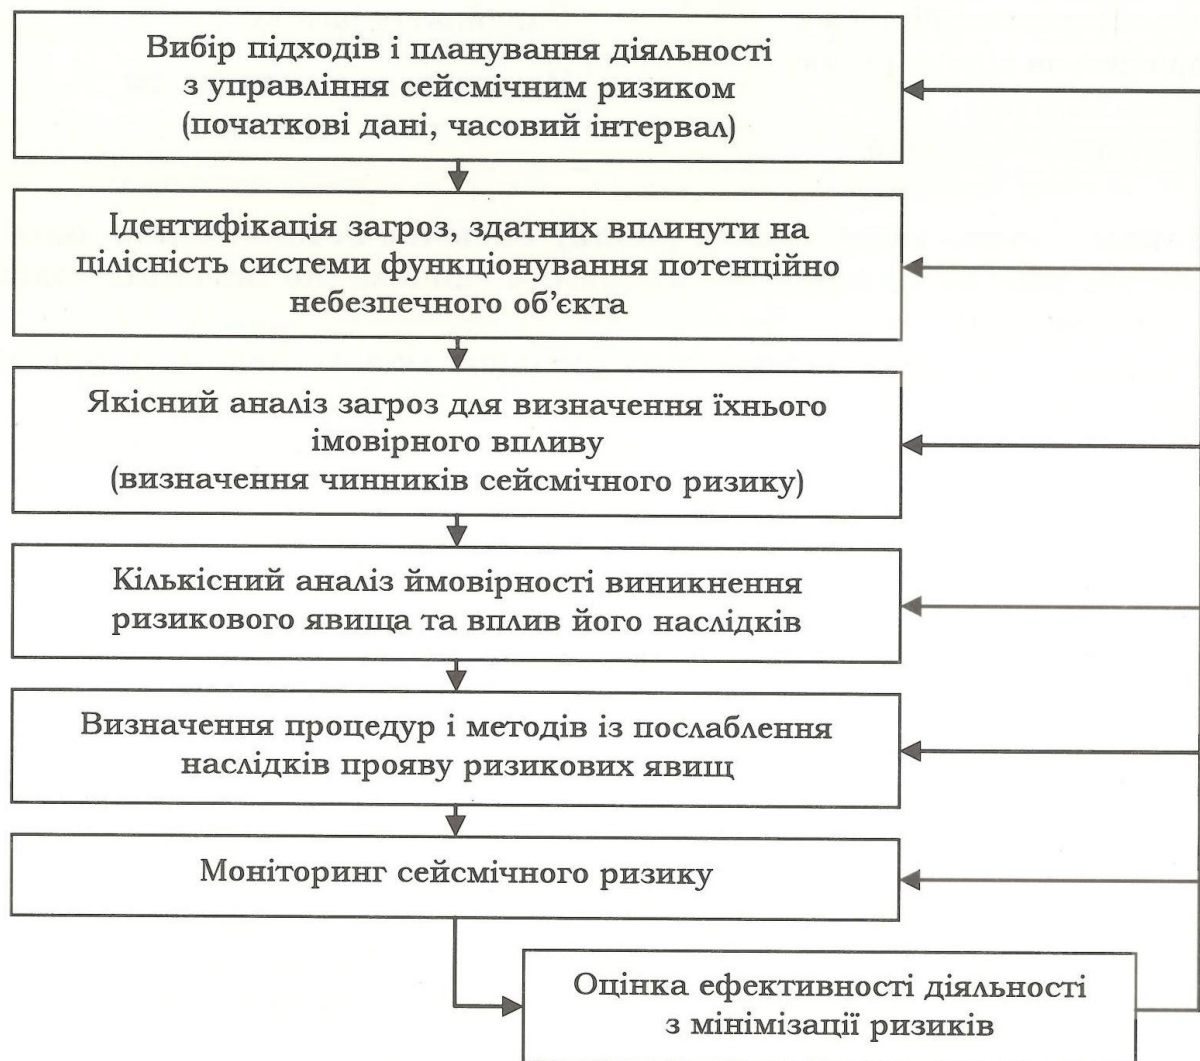 Вибір підходів і планування діяльності
з управління сейсмічним ризиком
(початкові дані, часовий інтервал)
Ідентифікація загроз, здатних вплинути на
цілісність системи функціонування потенційно
небезпечного об’єкта
Якісний аналіз загроз для визначення їхнього
імовірного впливу
(визначення чинників сейсмічного ризику)
Кількісний аналіз ймовірності виникнення
ризикового явища та вплив його наслідків
Визначення процедур і методів із послаблення
наслідків прояву ризикових явищ
Моніторинг сейсмічного ризику
Оцінка ефективності діяльності
з мінімізації ризиків